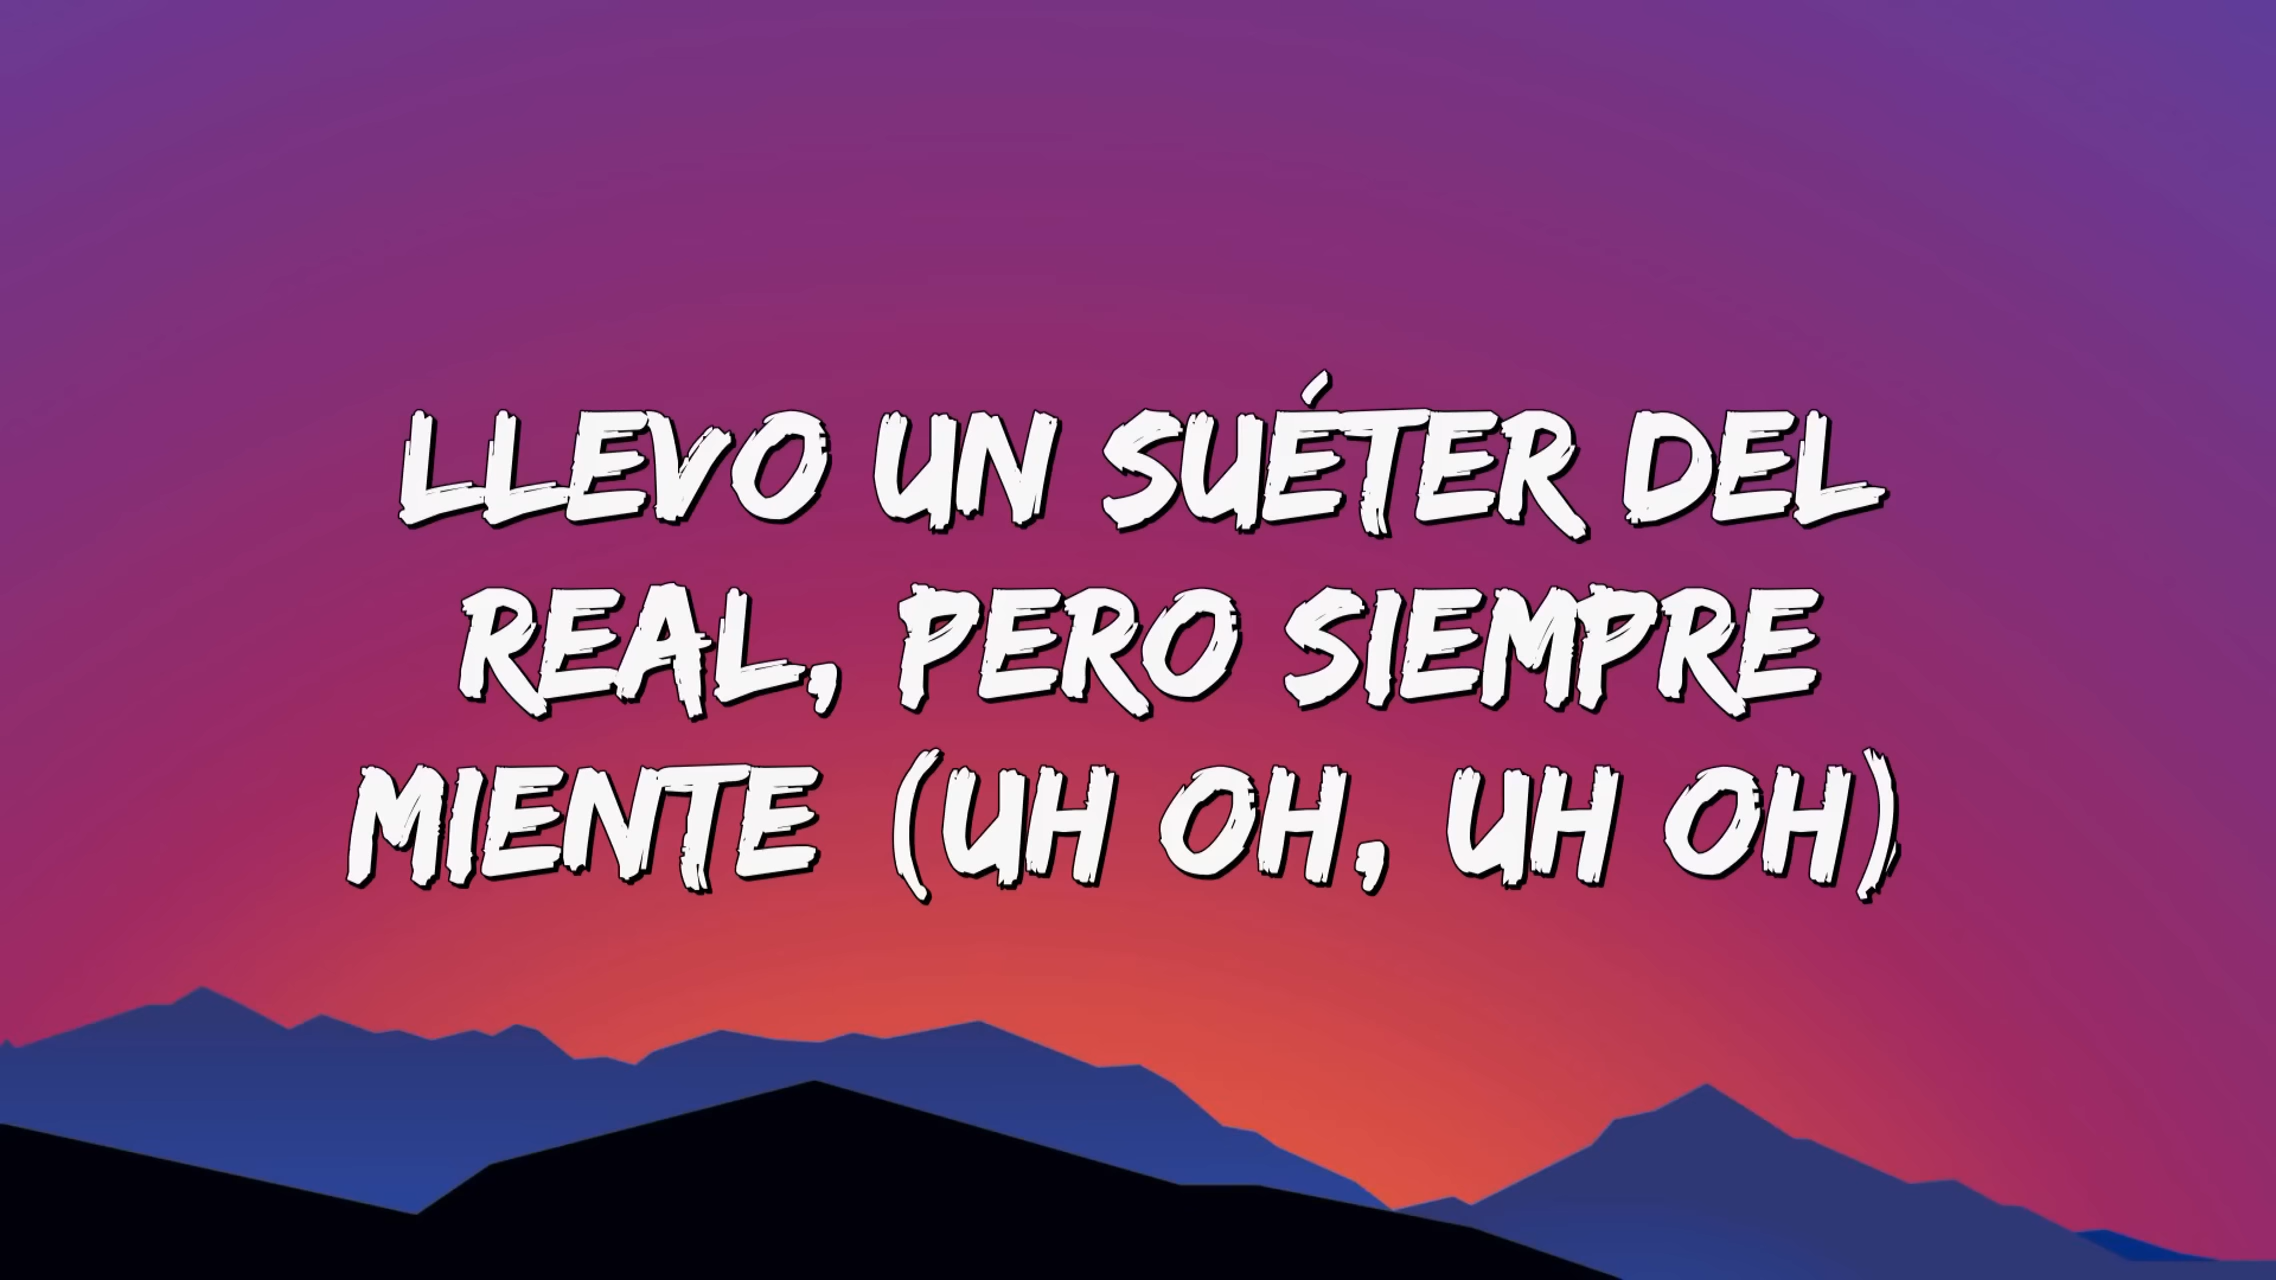 LLEVO UN SUÉTER DEL
REAL, PERO SIEMPRE
MIENTE (UH OH, UH OH)